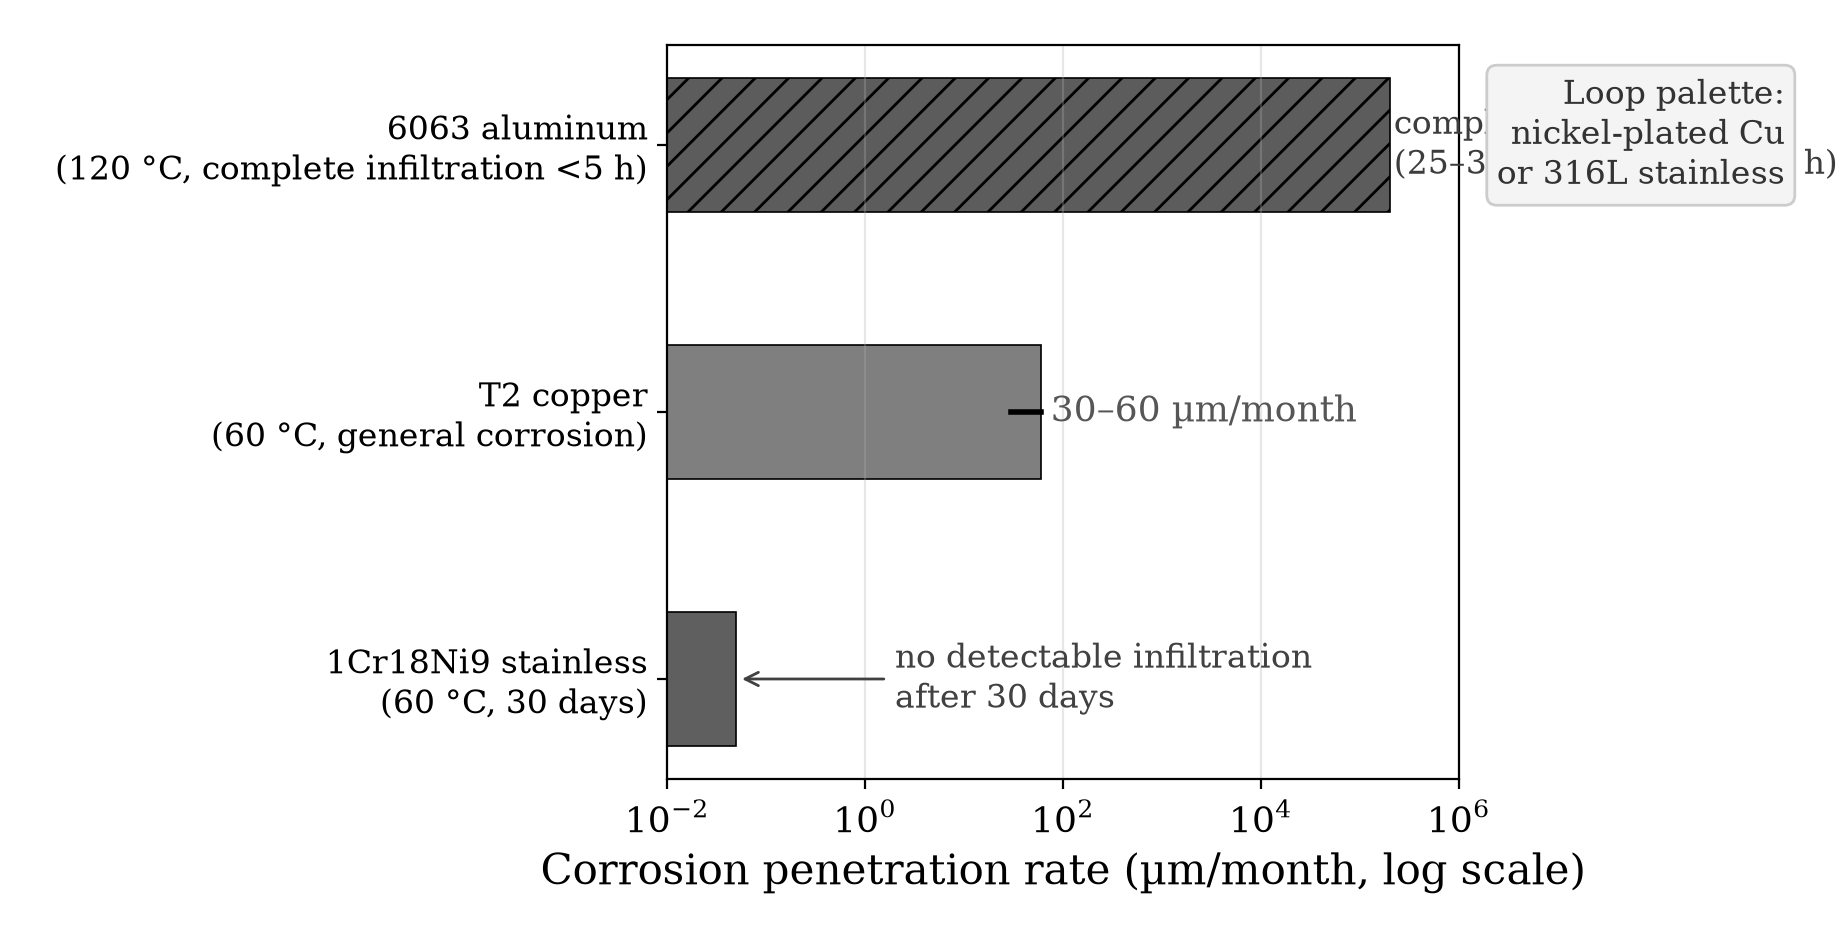 6063 aluminum
(120 °C, complete infiltration <5 h)
(25–3 h)
Loop palette:
nickel-plated Cu
or 316L stainless
T2 copper
(60 °C, general corrosion)
30–60 µm/month
1Cr18Ni9 stainless
(60 °C, 30 days)
no detectable infiltration
after 30 days
10⁻² 10⁰ 10² 10⁴ 10⁶
Corrosion penetration rate (µm/month, log scale)